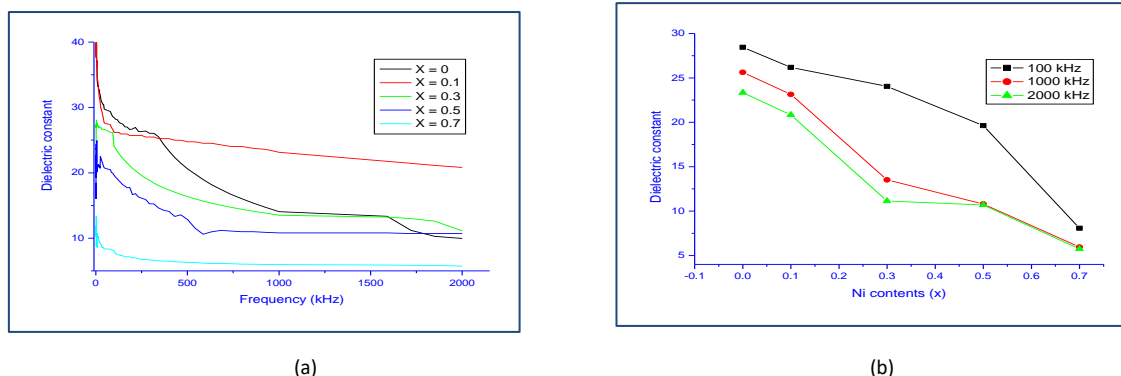 40
30
20
10
0
500
1000
1500
2000
Dielectric constant
Frequency (kHz)
X = 0
X = 0.1
X = 0.3
X = 0.5
X = 0.7
(a)
30
25
20
15
10
5
-0.1
0.0
0.1
0.2
0.3
0.4
0.5
0.6
0.7
Dielectric constant
Ni contents (x)
100 kHz
1000 kHz
2000 kHz
(b)